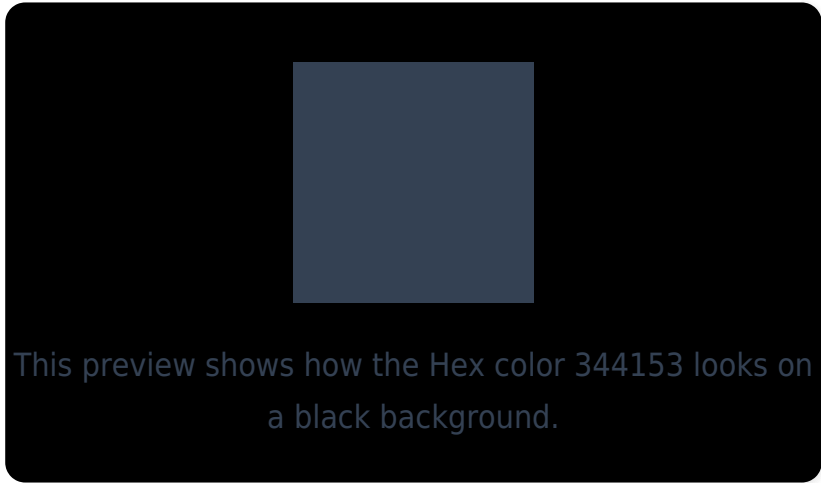 This preview shows how the Hex color 344153 looks on
a black background.